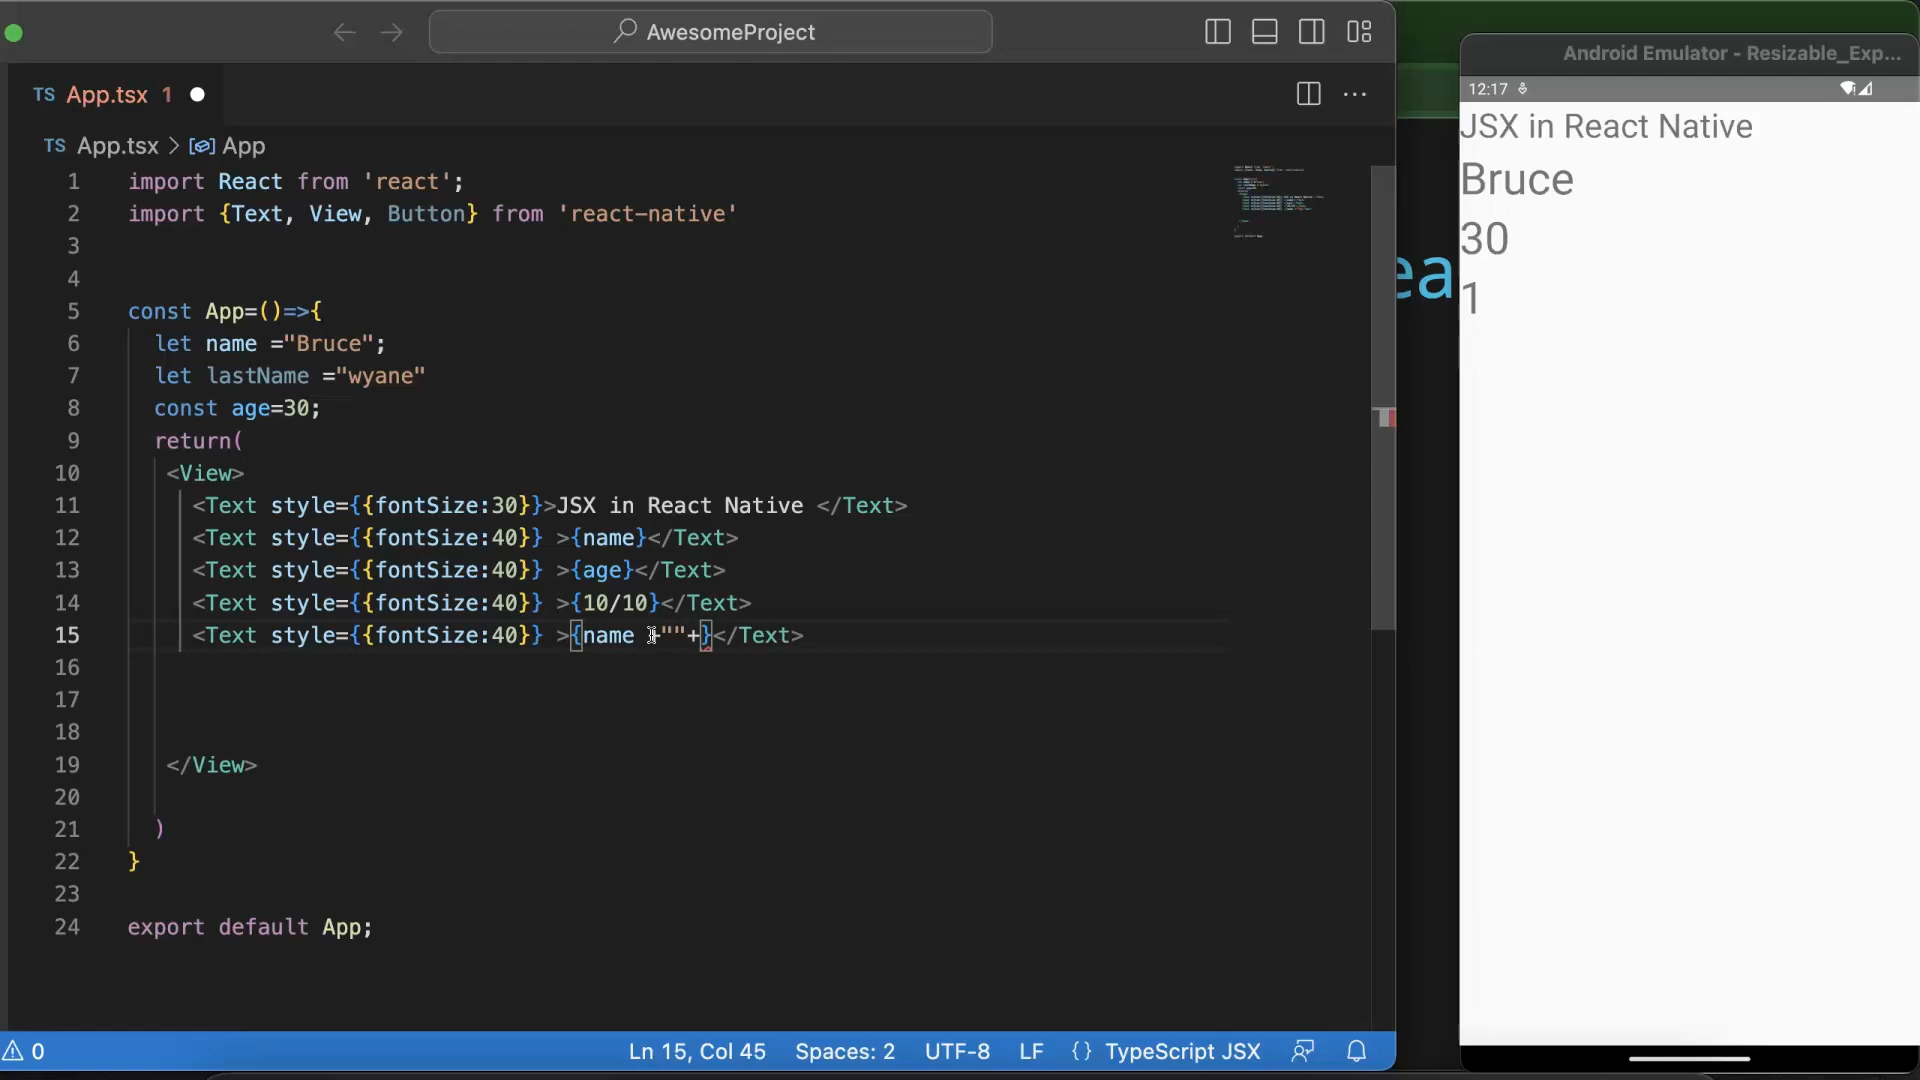 AwesomeProject
TS App.tsx 1
TS App.tsx > App
1 import React from 'react';
2 import {Text, View, Button} from 'react-native'
3
4
5 const App=()=>{
6 let name ="Bruce";
7 let lastName ="wyane"
8 const age=30;
9 return(
10 <View>
11 <Text style={{fontSize:30}}>JSX in React Native </Text>
12 <Text style={{fontSize:40}} >{name}</Text>
13 <Text style={{fontSize:40}} >{age}</Text>
14 <Text style={{fontSize:40}} >{10/10}</Text>
15 <Text style={{fontSize:40}} >{name +""+}</Text>
16
17
18
19 </View>
20
21 )
22 }
23
24 export default App;
0
Ln 15, Col 45 Spaces: 2 UTF-8 LF {} TypeScript JSX
ea
Android Emulator - Resizable_Exp...
12:17
JSX in React Native
Bruce
30
1